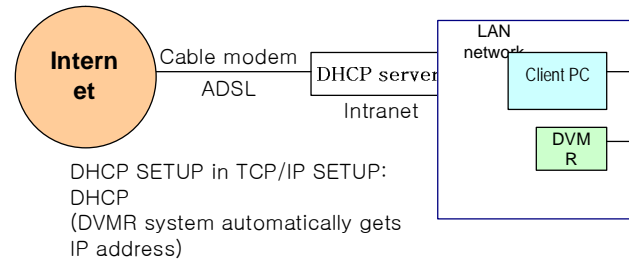 Intern
et
Cable modem
ADSL
DHCP server
Intranet
LAN
network
Client PC
DVM
R
DHCP SETUP in TCP/IP SETUP:
DHCP
(DVMR system automatically gets
IP address)